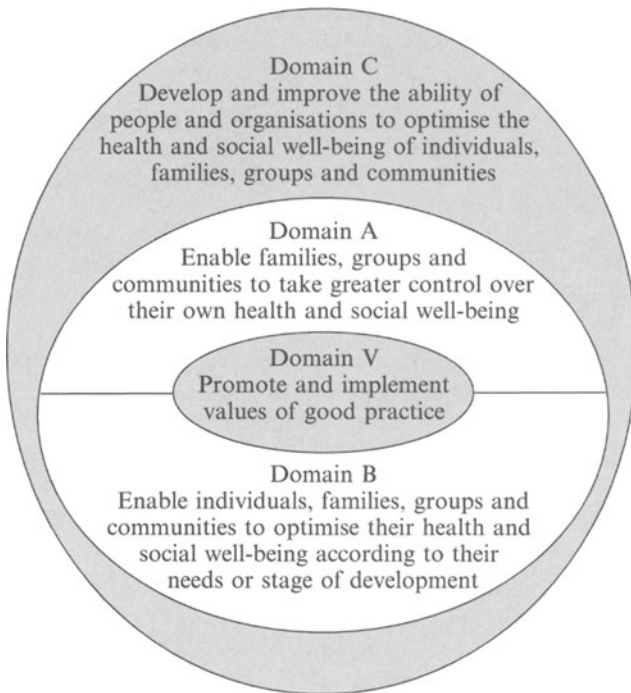 Domain C
Develop and improve the ability of
people and organisations to optimise the
health and social well-being of individuals,
families, groups and communities
Domain A
Enable families, groups and
communities to take greater control over
their own health and social well-being
Domain V
Promote and implement
values of good practice
Domain B
Enable individuals, families, groups and
communities to optimise their health and
social well-being according to their
needs or stage of development